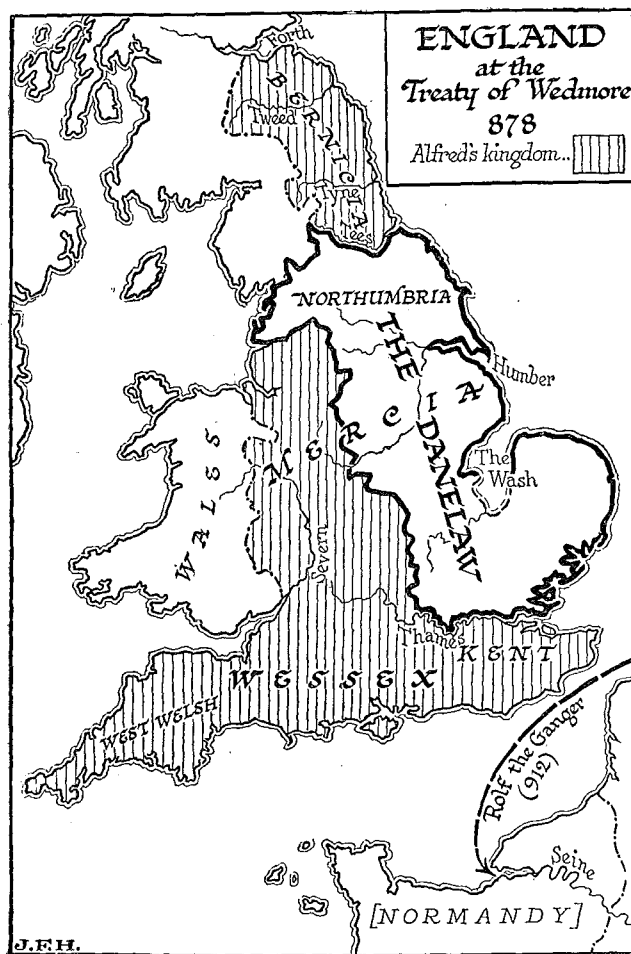 ENGLAND
at the
Treaty of Wedmore
878
Alfred's kingdom..
Forth
BERNICIA
Tweed
Tyne
Tees
NORTHUMBRIA
THE DANELAW
Humber
MERCIA
The
Wash
WALES
Severn
Thames
KENT
WESSEX
WEST WELSH
Rolf the Ganger
(912)
Seine
[NORMANDY]
J.F.H.